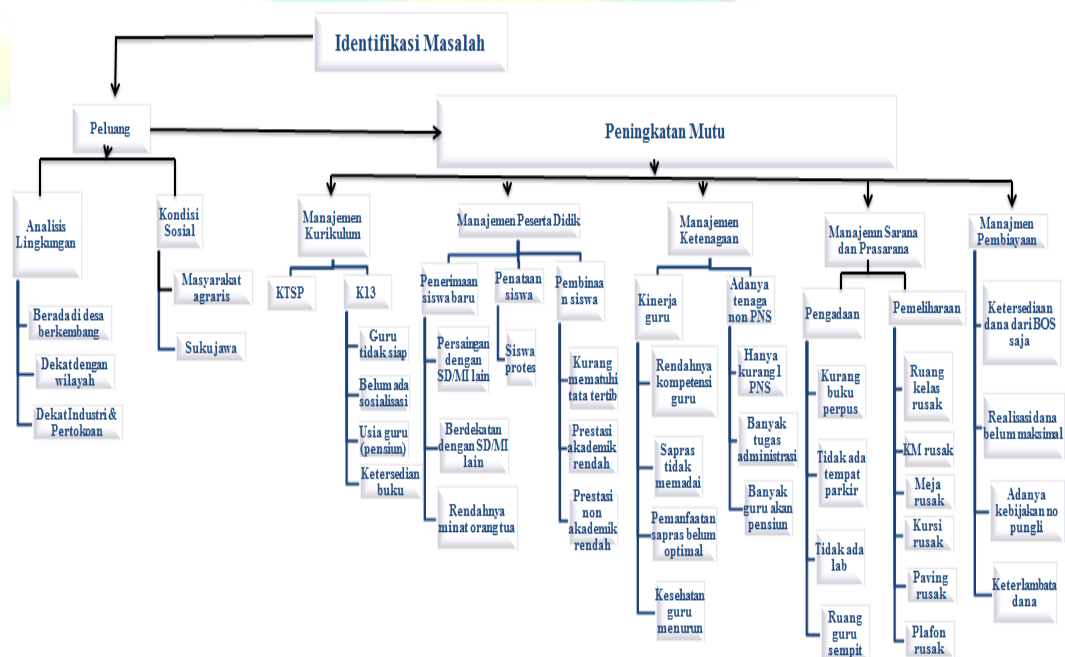 Identifikasi Masalah
Peluang
Peningkatan Mutu
Analisis
Lingkungan
Berada di desa
berkembang
Dekat dengan
wilayah
Dekat Industri &
Pertokoan
Kondisi
Sosial
Masyarakat
agraris
Suku jawa
Manajemen
Kurikulum
KTSP
K13
Guru
tidak siap
Belum ada
sosialisasi
Usia guru
(pensiun)
Ketersedian
buku
Manajemen Peserta Didik
Penerimaan
siswa baru
Persaingan
dengan
SD/MI lain
Berdekatan
dengan SD/MI
lain
Rendahnya
minat orang tua
Penataan
siswa
Siswa
protes
Pembinaa
n siswa
Kurang
mematuhi
tata tertib
Prestasi
akademik
rendah
Prestasi
non
akademik
rendah
Manajemen
Ketenagaan
Kinerja
guru
Rendahnya
kompetensi
guru
Sapras
tidak
memadai
Pemanfaatan
sapras belum
optimal
Kesehatan
guru
menurun
Adanya
tenaga
non PNS
Hanya
kurang 1
PNS
Banyak
tugas
administrasi
Banyak
guru akan
pensiun
Manajemn Sarana
dan Prasarana
Pengadaan
Kurang
buku
perpus
Tidak ada
tempat
parkir
Tidak ada
lab
Ruang
guru
sempit
Pemeliharaan
Ruang
kelas
rusak
KM rusak
Meja
rusak
Kursi
rusak
Paving
rusak
Plafon
rusak
Manajmen
Pembiayaan
Ketersediaan
dana dari BOS
saja
Realisasi dana
belum maksimal
Adanya
kebijakan no
pungli
Keterlambata
dana